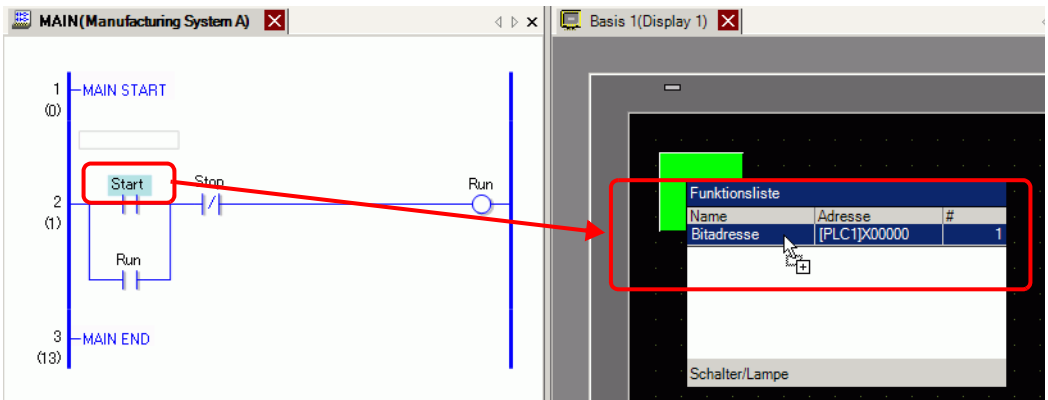 MAIN(Manufacturing System A)
1 MAIN START
(0)
Start Stop Run
2
(1)
Run
3 MAIN END
(13)
Basis 1(Display 1)
Funktionsliste
Name Adresse #
Bitadresse [PLC1]X00000 1
Schalter/Lampe